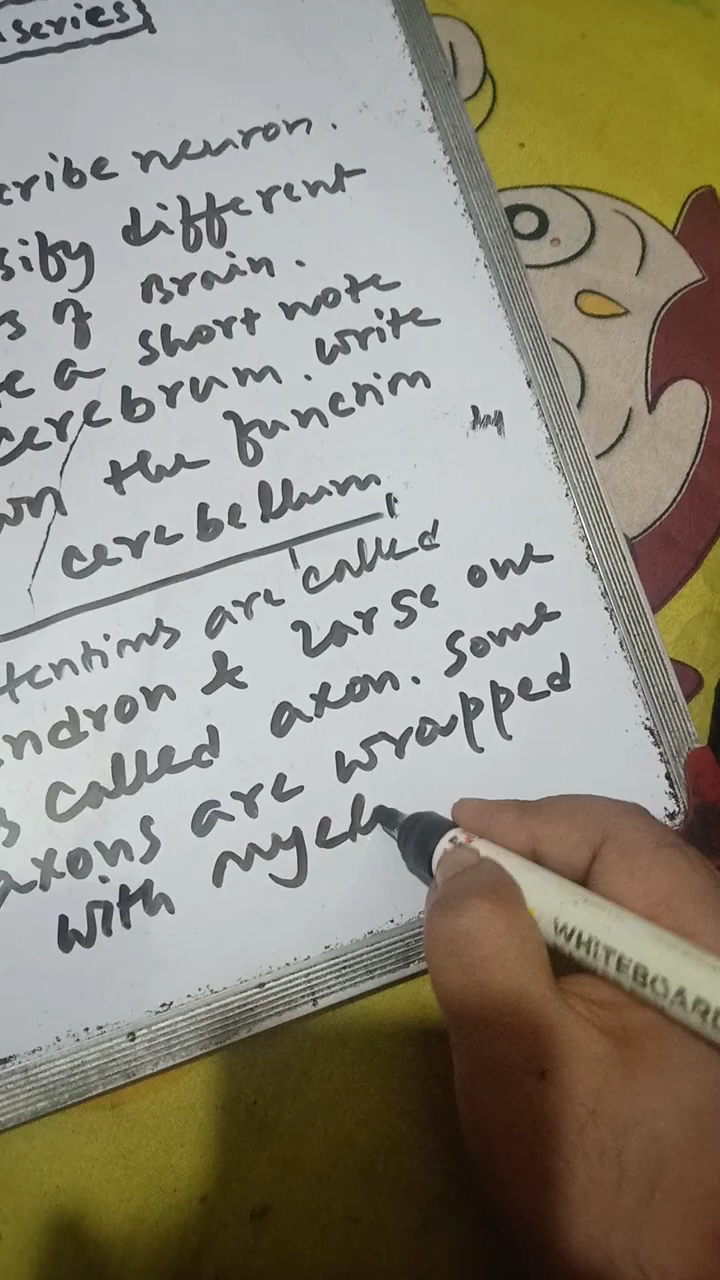 series}
cribe neuron.
sify different
s of Brain.
e a short note
cerebrum. write
wn the function
cerebellum
tentions are called
ndron & large one
s called axon. Some
axons are wrapped
with myel
WHITEBOARD